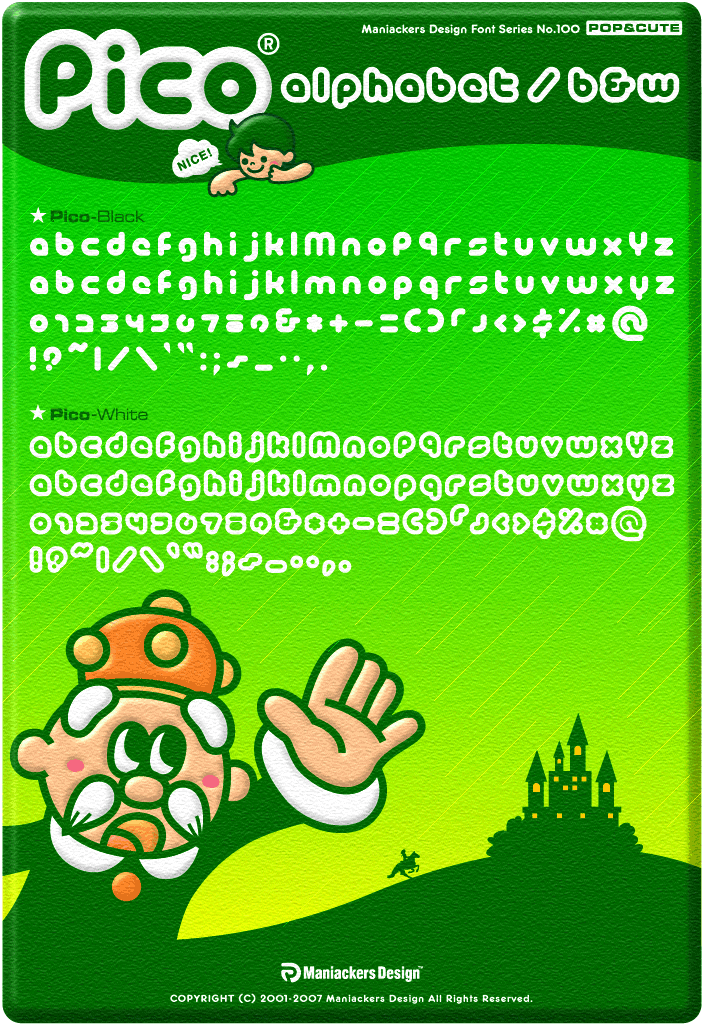 Maniackers Design Font Series No.100 POP&CUTE
Pico®
alphabet / b&w
NICE!
★ Pico-Black
abcdefghijklMnoPqrstuvwxYz
abcdefghijklmnopqrstuvwxyz
0123456789&*+-=()「」<>$%#@
!?~|/\`":;~_··,.
★ Pico-White
abcdefghijklMnoPqrstuvwxYz
abcdefghijklmnopqrstuvwxyz
0123456789&*+-=()「」<>$%#@
!?~|/\`":;~_··,.
Maniackers Design™
COPYRIGHT (C) 2001-2007 Maniackers Design All Rights Reserved.